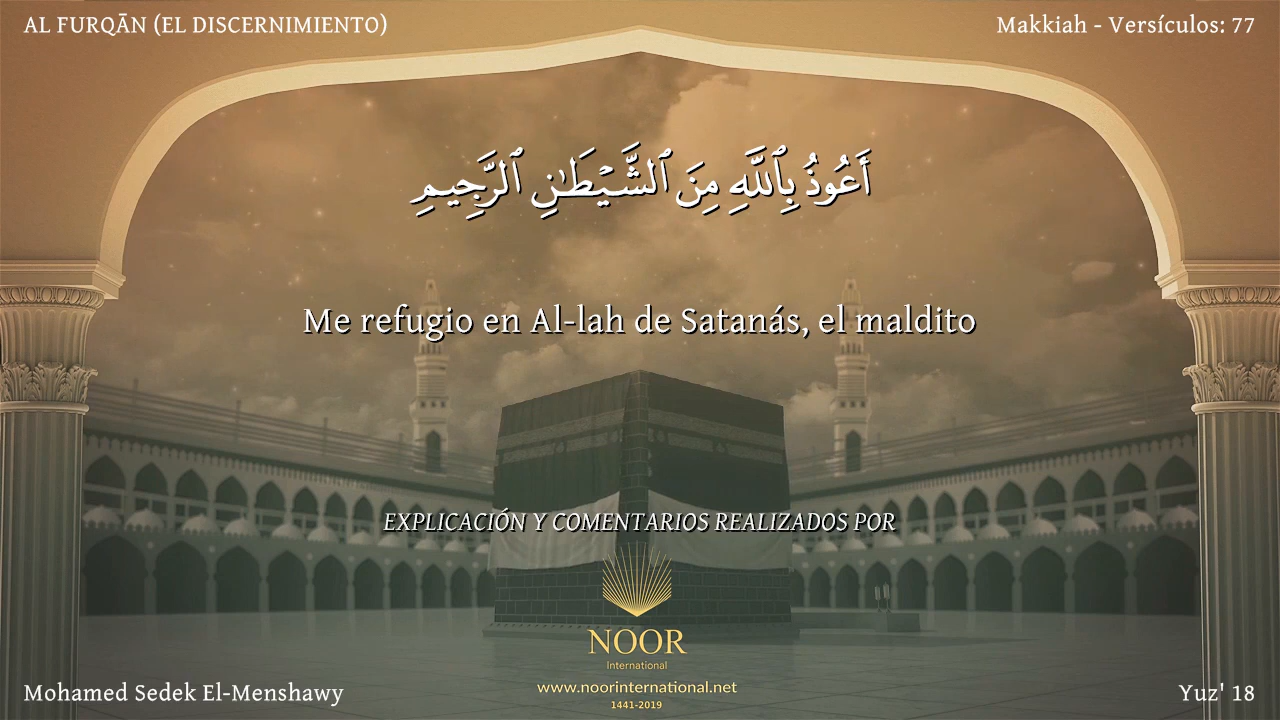 AL FURQĀN (EL DISCERNIMIENTO)
Makkiah - Versículos: 77
أَعُوذُ بِٱللَّهِ مِنَ ٱلشَّيْطَٰنِ ٱلرَّجِيمِ
Me refugio en Al-lah de Satanás, el maldito
EXPLICACIÓN Y COMENTARIOS REALIZADOS POR
NOOR
International
www.noorinternational.net
1441-2019
Mohamed Sedek El-Menshawy
Yuz' 18